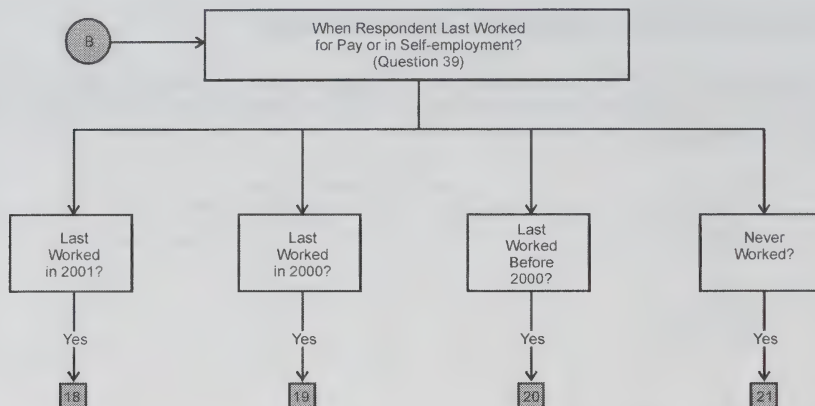 B
When Respondent Last Worked
for Pay or in Self-employment?
(Question 39)
Last
Worked
in 2001?
Last
Worked
in 2000?
Last
Worked
Before
2000?
Never
Worked?
Yes
Yes
Yes
Yes
18
19
20
21